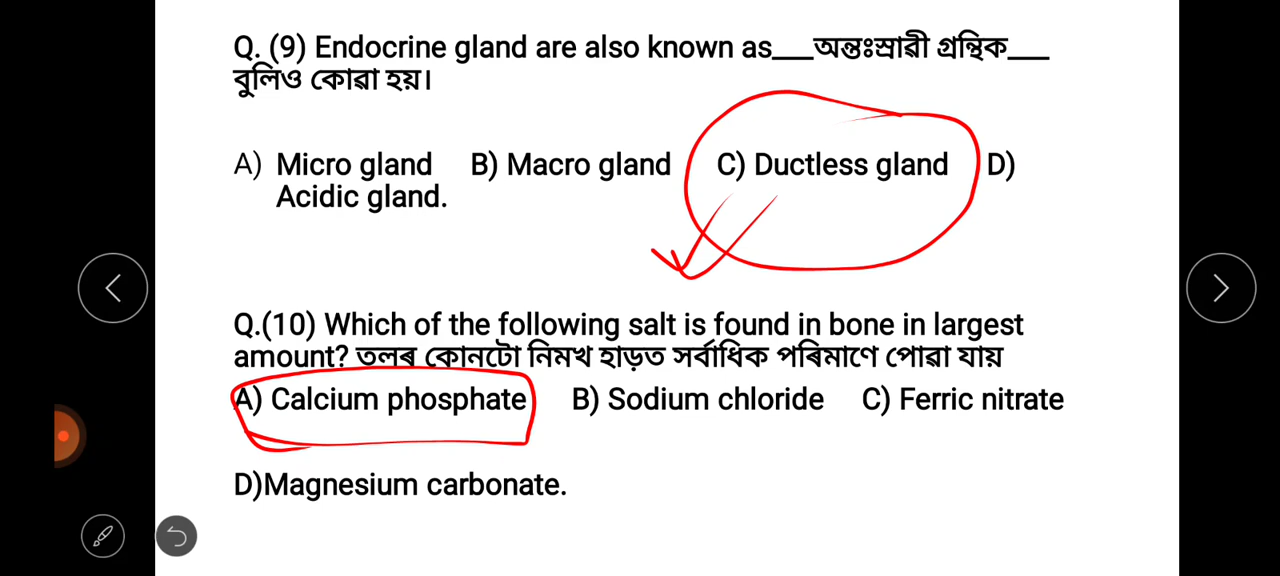 Q. (9) Endocrine gland are also known as___অন্তঃস্ৰাৱী গ্ৰন্থিক___
বুলিও কোৱা হয়।
A) Micro gland B) Macro gland C) Ductless gland D)
Acidic gland.
Q.(10) Which of the following salt is found in bone in largest
amount? তলৰ কোনটো নিমখ হাড়ত সৰ্বাধিক পৰিমাণে পোৱা যায়
A) Calcium phosphate B) Sodium chloride C) Ferric nitrate
D)Magnesium carbonate.